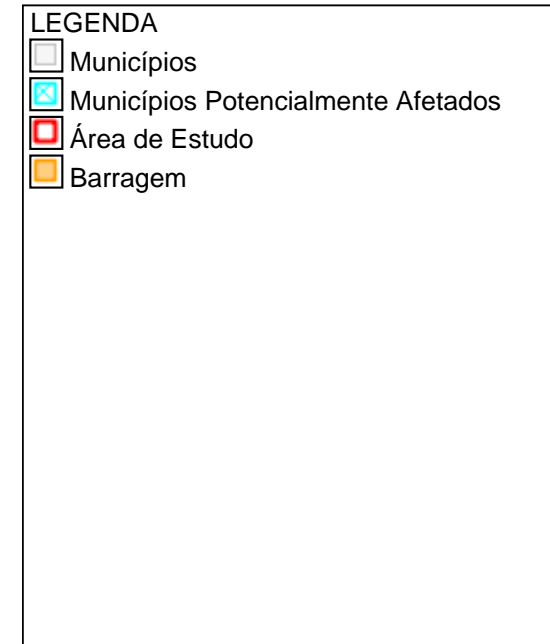 LEGENDA
Municípios
Municípios Potencialmente Afetados
Área de Estudo
Barragem